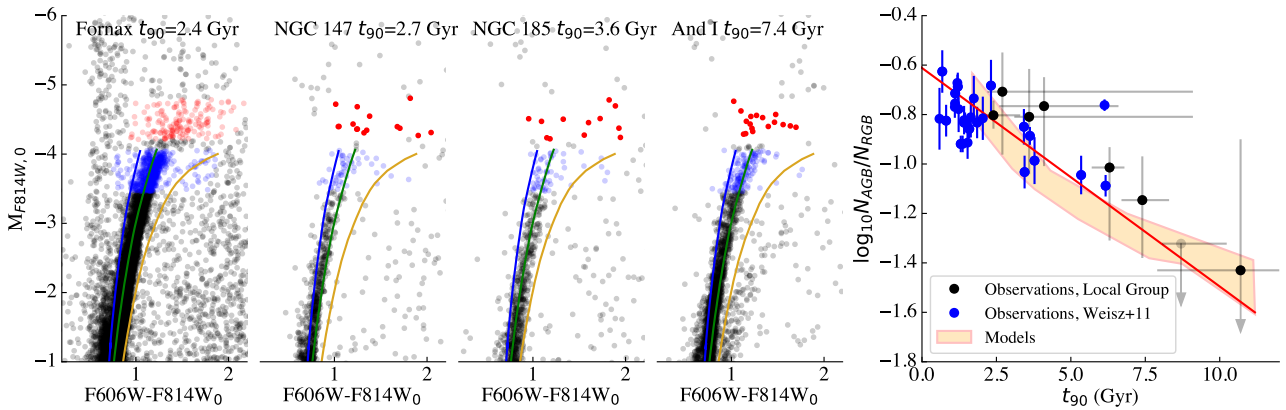 Fornax t90=2.4 Gyr
NGC 147 t90=2.7 Gyr
NGC 185 t90=3.6 Gyr
And I t90=7.4 Gyr
MF814W, 0
−6
−5
−4
−3
−2
−1
1
2
1
2
1
2
1
2
F606W-F814W0
F606W-F814W0
F606W-F814W0
F606W-F814W0
log10NAGB/NRGB
−0.4
−0.6
−0.8
−1.0
−1.2
−1.4
−1.6
−1.8
Observations, Local Group
Observations, Weisz+11
Models
0.0
2.5
5.0
7.5
10.0
t90 (Gyr)